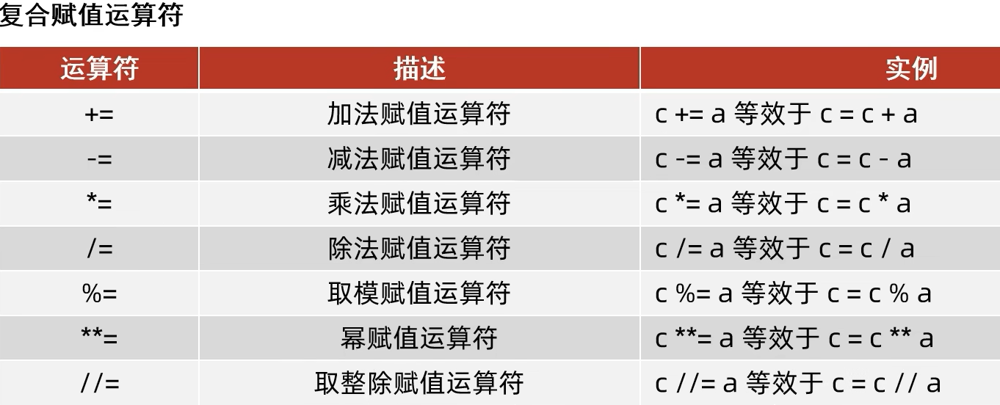 复合赋值运算符
运算符 描述 实例
+= 加法赋值运算符 c += a 等效于 c = c + a
-= 减法赋值运算符 c -= a 等效于 c = c - a
*= 乘法赋值运算符 c *= a 等效于 c = c * a
/= 除法赋值运算符 c /= a 等效于 c = c / a
%= 取模赋值运算符 c %= a 等效于 c = c % a
**= 幂赋值运算符 c **= a 等效于 c = c ** a
//= 取整除赋值运算符 c //= a 等效于 c = c // a